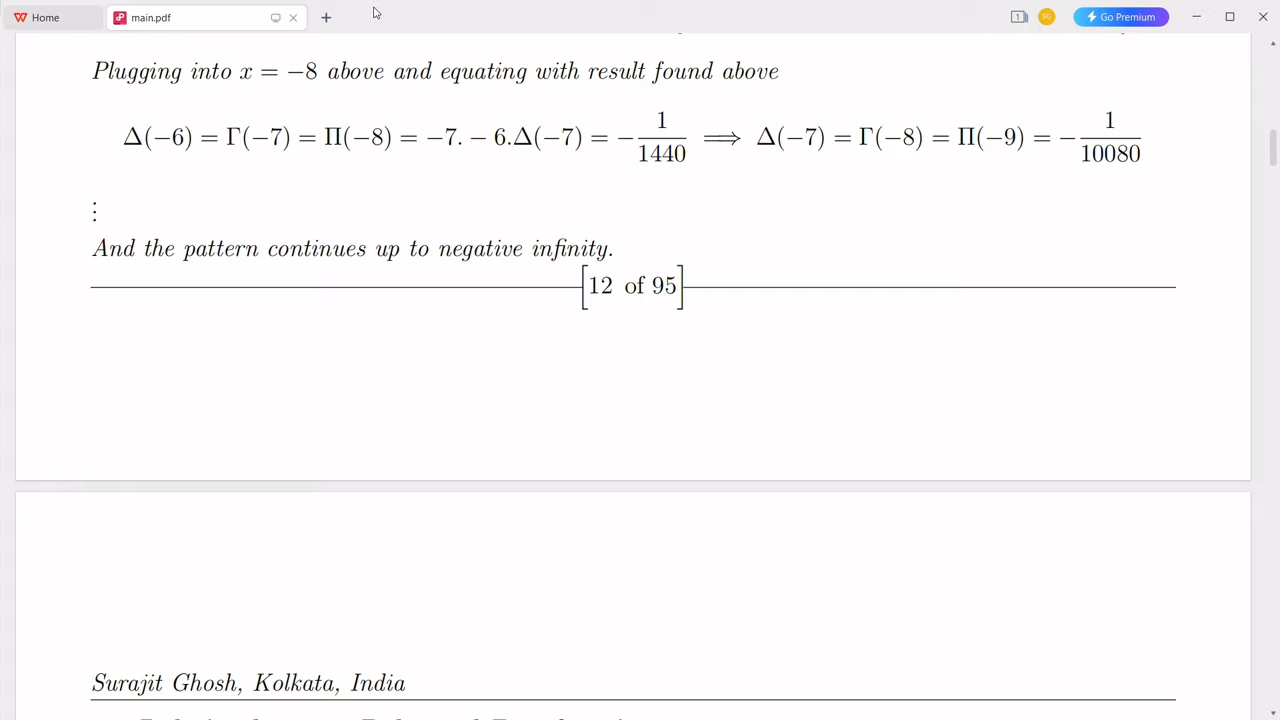 Home
main.pdf
1
Go Premium
Plugging into x = −8 above and equating with result found above
Δ(−6) = Γ(−7) = Π(−8) = −7. − 6.Δ(−7) = −1/1440 ⟹ Δ(−7) = Γ(−8) = Π(−9) = −1/10080
⋮
And the pattern continues up to negative infinity.
[12 of 95]
Surajit Ghosh, Kolkata, India